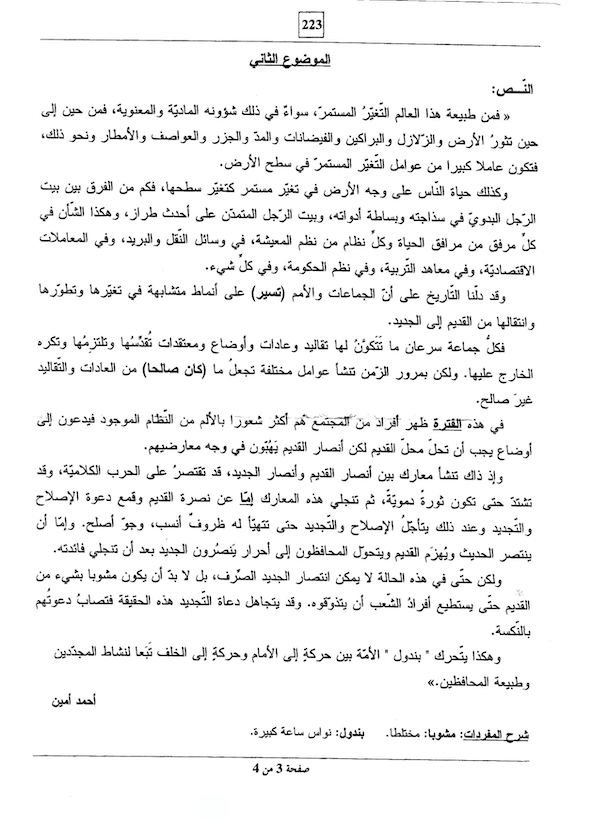 223
الموضوع الثاني
النّـــص:
« فمن طبيعة هذا العالم التّغيّرُ المستمرّ، سواءٌ في ذلك شؤونه الماديّة والمعنوية، فمن حين إلى
حين تثورُ الأرض والزّلازل والبراكين والفيضانات والمدّ والجزر والعواصف والأمطار ونحو ذلك،
فتكون عاملا كبيرا من عوامل التّغيّر المستمرّ في سطح الأرض.
وكذلك حياة النّاس على وجه الأرض في تغيّر مستمر كتغيّر سطحها، فكم من الفرق بين بيت
الرّجل البدويّ في سذاجته وبساطة أدواته، وبيت الرّجل المتمدّن على أحدث طراز، وهكذا الشّأن في
كلِّ مرفق من مرافق الحياة وكلِّ نظام من نظم المعيشة، في وسائل النّقل والبريد، وفي المعاملات
الاقتصاديّة، وفي معاهد التّربية، وفي نظم الحكومة، وفي كلّ شيء.
وقد دلّنا التّاريخ على أنّ الجماعات والأمم (تسير) على أنماط متشابهة في تغيّرها وتطوّرها
وانتقالها من القديم إلى الجديد.
فكلُّ جماعة سرعان ما تَتَكوّنُ لها تقاليد وعادات وأوضاع ومعتقدات تُقدِّسُها وتلتزِمُها وتكره
الخارج عليها. ولكن بمرور الزّمن تنشأ عوامل مختلفة تجعلُ ما (كان صالحا) من العادات والتّقاليد
غيرَ صالح.
في هذه الفترة ظهر أفراد من المجتمع هم أكثر شعورا بالألم من النّظام الموجود فيدعون إلى
أوضاع يجب أن تحلّ محلّ القديم لكن أنصار القديم يَهُبّون في وجه معارضيهم.
وإذ ذاك تنشأ معارك بين أنصار القديم وأنصار الجديد، قد تقتصرُ على الحرب الكلاميّة، وقد
تشتدّ حتى تكون ثورةً دمويّةً، ثم تنجلي هذه المعارك إمّا عن نصرة القديم وقمع دعوة الإصلاح
والتّجديد وعند ذلك يتأجّلُ الإصلاح والتّجديد حتى تتهيّأ له ظروفٌ أنسب، وجوّ أصلح. وإمّا أن
ينتصر الحديث ويُهزَم القديم ويتحوّل المحافظون إلى أحرار يَنصرُون الجديد بعد أن تنجلي فائدته.
ولكن حتّى في هذه الحالة لا يمكن انتصار الجديد الصِّرف، بل لا بدّ أن يكون مشوبا بشيء من
القديم حتّى يستطيع أفرادُ الشّعب أن يتذوّقوه. وقد يتجاهل دعاة التّجديد هذه الحقيقة فتصابُ دعوتُهم
بالنّكسة.
وهكذا يتّحرك " بندول " الأمّة بين حركةٍ إلى الأمام وحركةٍ إلى الخلف تَبَعا لنشاط المجدّدين
وطبيعة المحافظين.»
أحمد أمين
شرح المفردات: مشوبا: مختلطا. بندول: نواس ساعة كبيرة.
صفحة 3 من 4